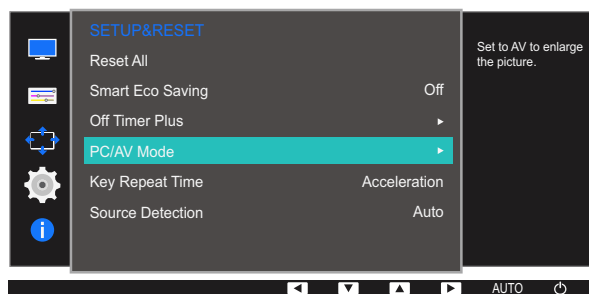 SETUP&RESET
Reset All
Smart Eco Saving Off
Off Timer Plus
PC/AV Mode
Key Repeat Time Acceleration
Source Detection Auto
Set to AV to enlarge
the picture.
AUTO